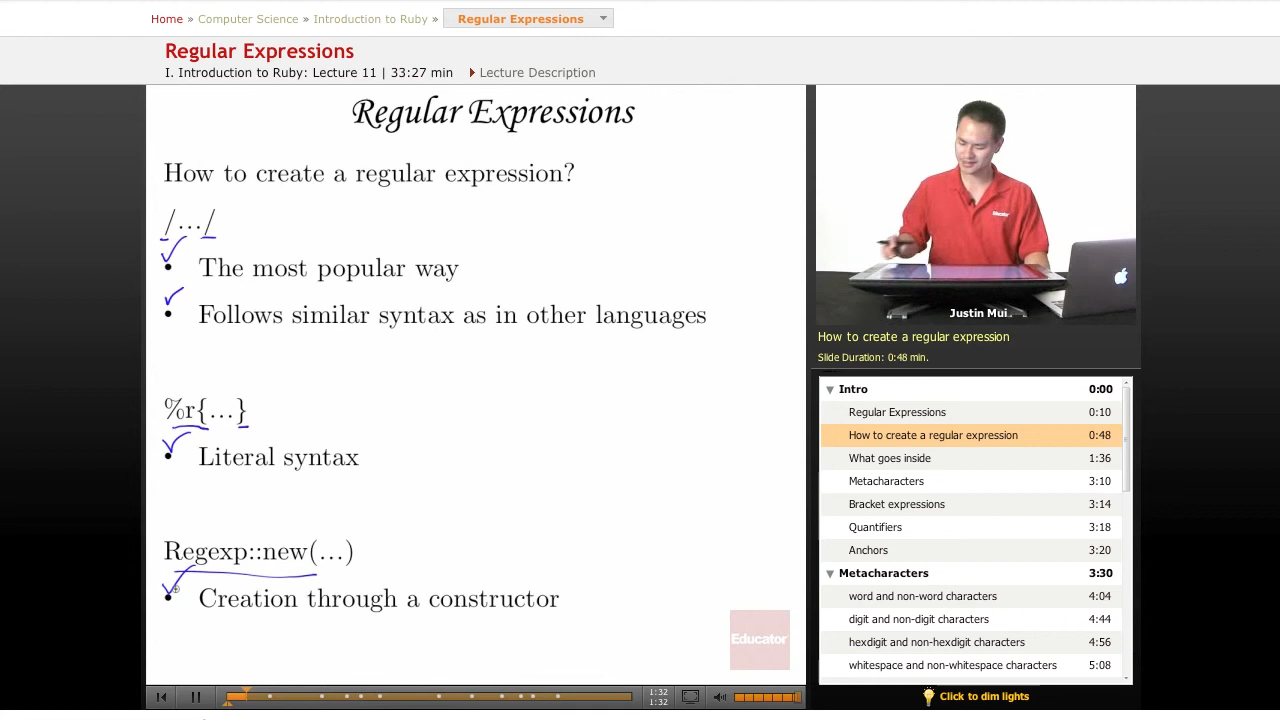 Home » Computer Science » Introduction to Ruby » Regular Expressions
Regular Expressions
I. Introduction to Ruby: Lecture 11 | 33:27 min Lecture Description
Regular Expressions
How to create a regular expression?
/…/
• The most popular way
• Follows similar syntax as in other languages
%r{…}
• Literal syntax
Regexp::new(…)
• Creation through a constructor
Educator
1:32
1:32
Educator
Justin Mui
How to create a regular expression
Slide Duration: 0:48 min.
Intro 0:00
Regular Expressions 0:10
How to create a regular expression 0:48
What goes inside 1:36
Metacharacters 3:10
Bracket expressions 3:14
Quantifiers 3:18
Anchors 3:20
Metacharacters 3:30
word and non-word characters 4:04
digit and non-digit characters 4:44
hexdigit and non-hexdigit characters 4:56
whitespace and non-whitespace characters 5:08
Click to dim lights